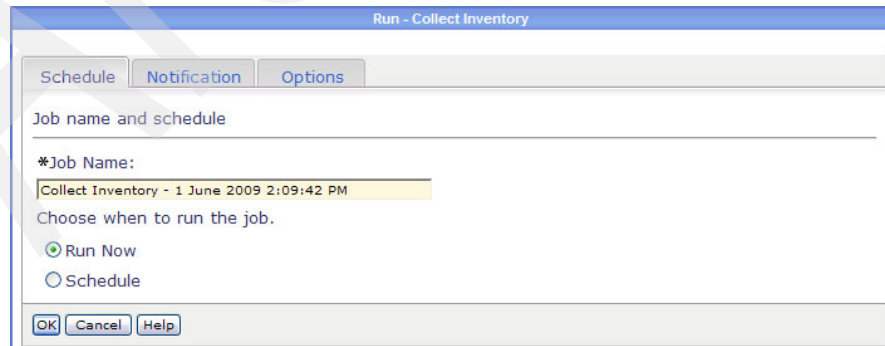 Run - Collect Inventory
Schedule Notification Options
Job name and schedule
*Job Name:
Collect Inventory - 1 June 2009 2:09:42 PM
Choose when to run the job.
Run Now
Schedule
OK Cancel Help